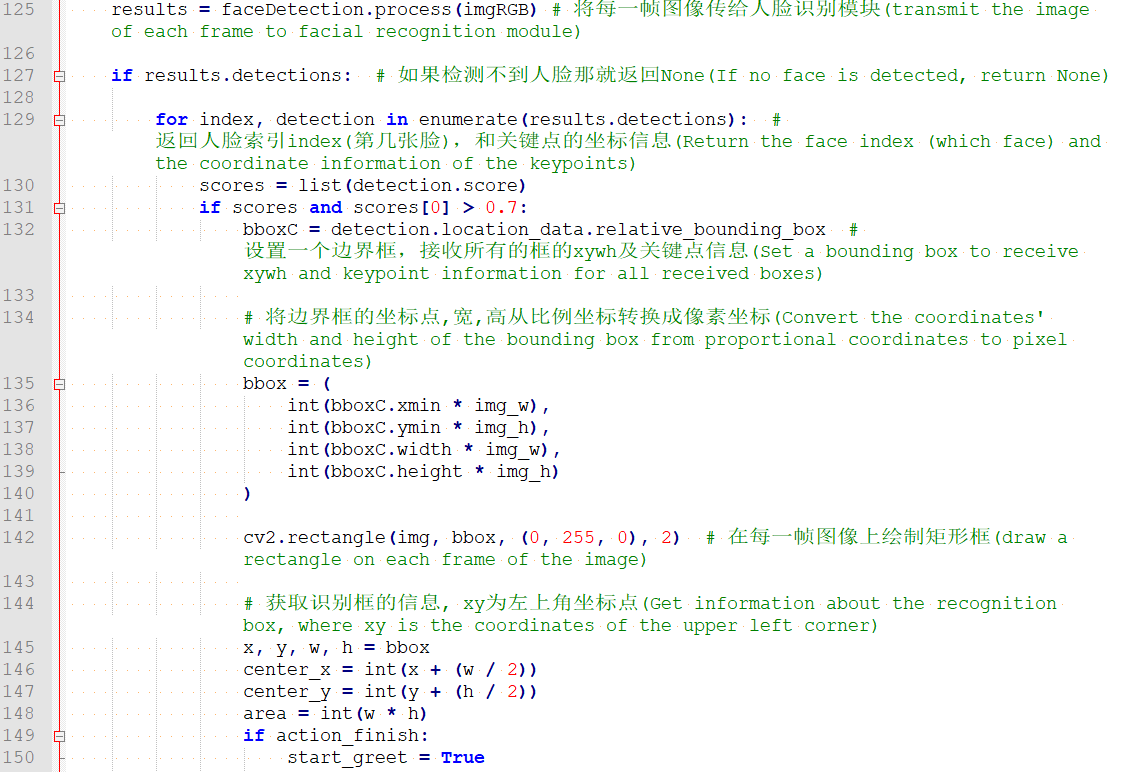 125 results = faceDetection.process(imgRGB) # 将每一帧图像传给人脸识别模块(transmit the image
of each frame to facial recognition module)
126
127 if results.detections:  # 如果检测不到人脸那就返回None(If no face is detected, return None)
128
129 for index, detection in enumerate(results.detections):  #
返回人脸索引index(第几张脸), 和关键点的坐标信息(Return the face index (which face) and
the coordinate information of the keypoints)
130 scores = list(detection.score)
131 if scores and scores[0] > 0.7:
132 bboxC = detection.location_data.relative_bounding_box  #
设置一个边界框, 接收所有的框的xywh及关键点信息(Set a bounding box to receive
xywh and keypoint information for all received boxes)
133
134 # 将边界框的坐标点,宽,高从比例坐标转换成像素坐标(Convert the coordinates'
width and height of the bounding box from proportional coordinates to pixel
coordinates)
135 bbox = (
136 int(bboxC.xmin * img_w),
137 int(bboxC.ymin * img_h),
138 int(bboxC.width * img_w),
139 int(bboxC.height * img_h)
140 )
141
142 cv2.rectangle(img, bbox, (0, 255, 0), 2)  # 在每一帧图像上绘制矩形框(draw a
rectangle on each frame of the image)
143
144 # 获取识别框的信息, xy为左上角坐标点(Get information about the recognition
box, where xy is the coordinates of the upper left corner)
145 x, y, w, h = bbox
146 center_x = int(x + (w / 2))
147 center_y = int(y + (h / 2))
148 area = int(w * h)
149 if action_finish:
150 start_greet = True